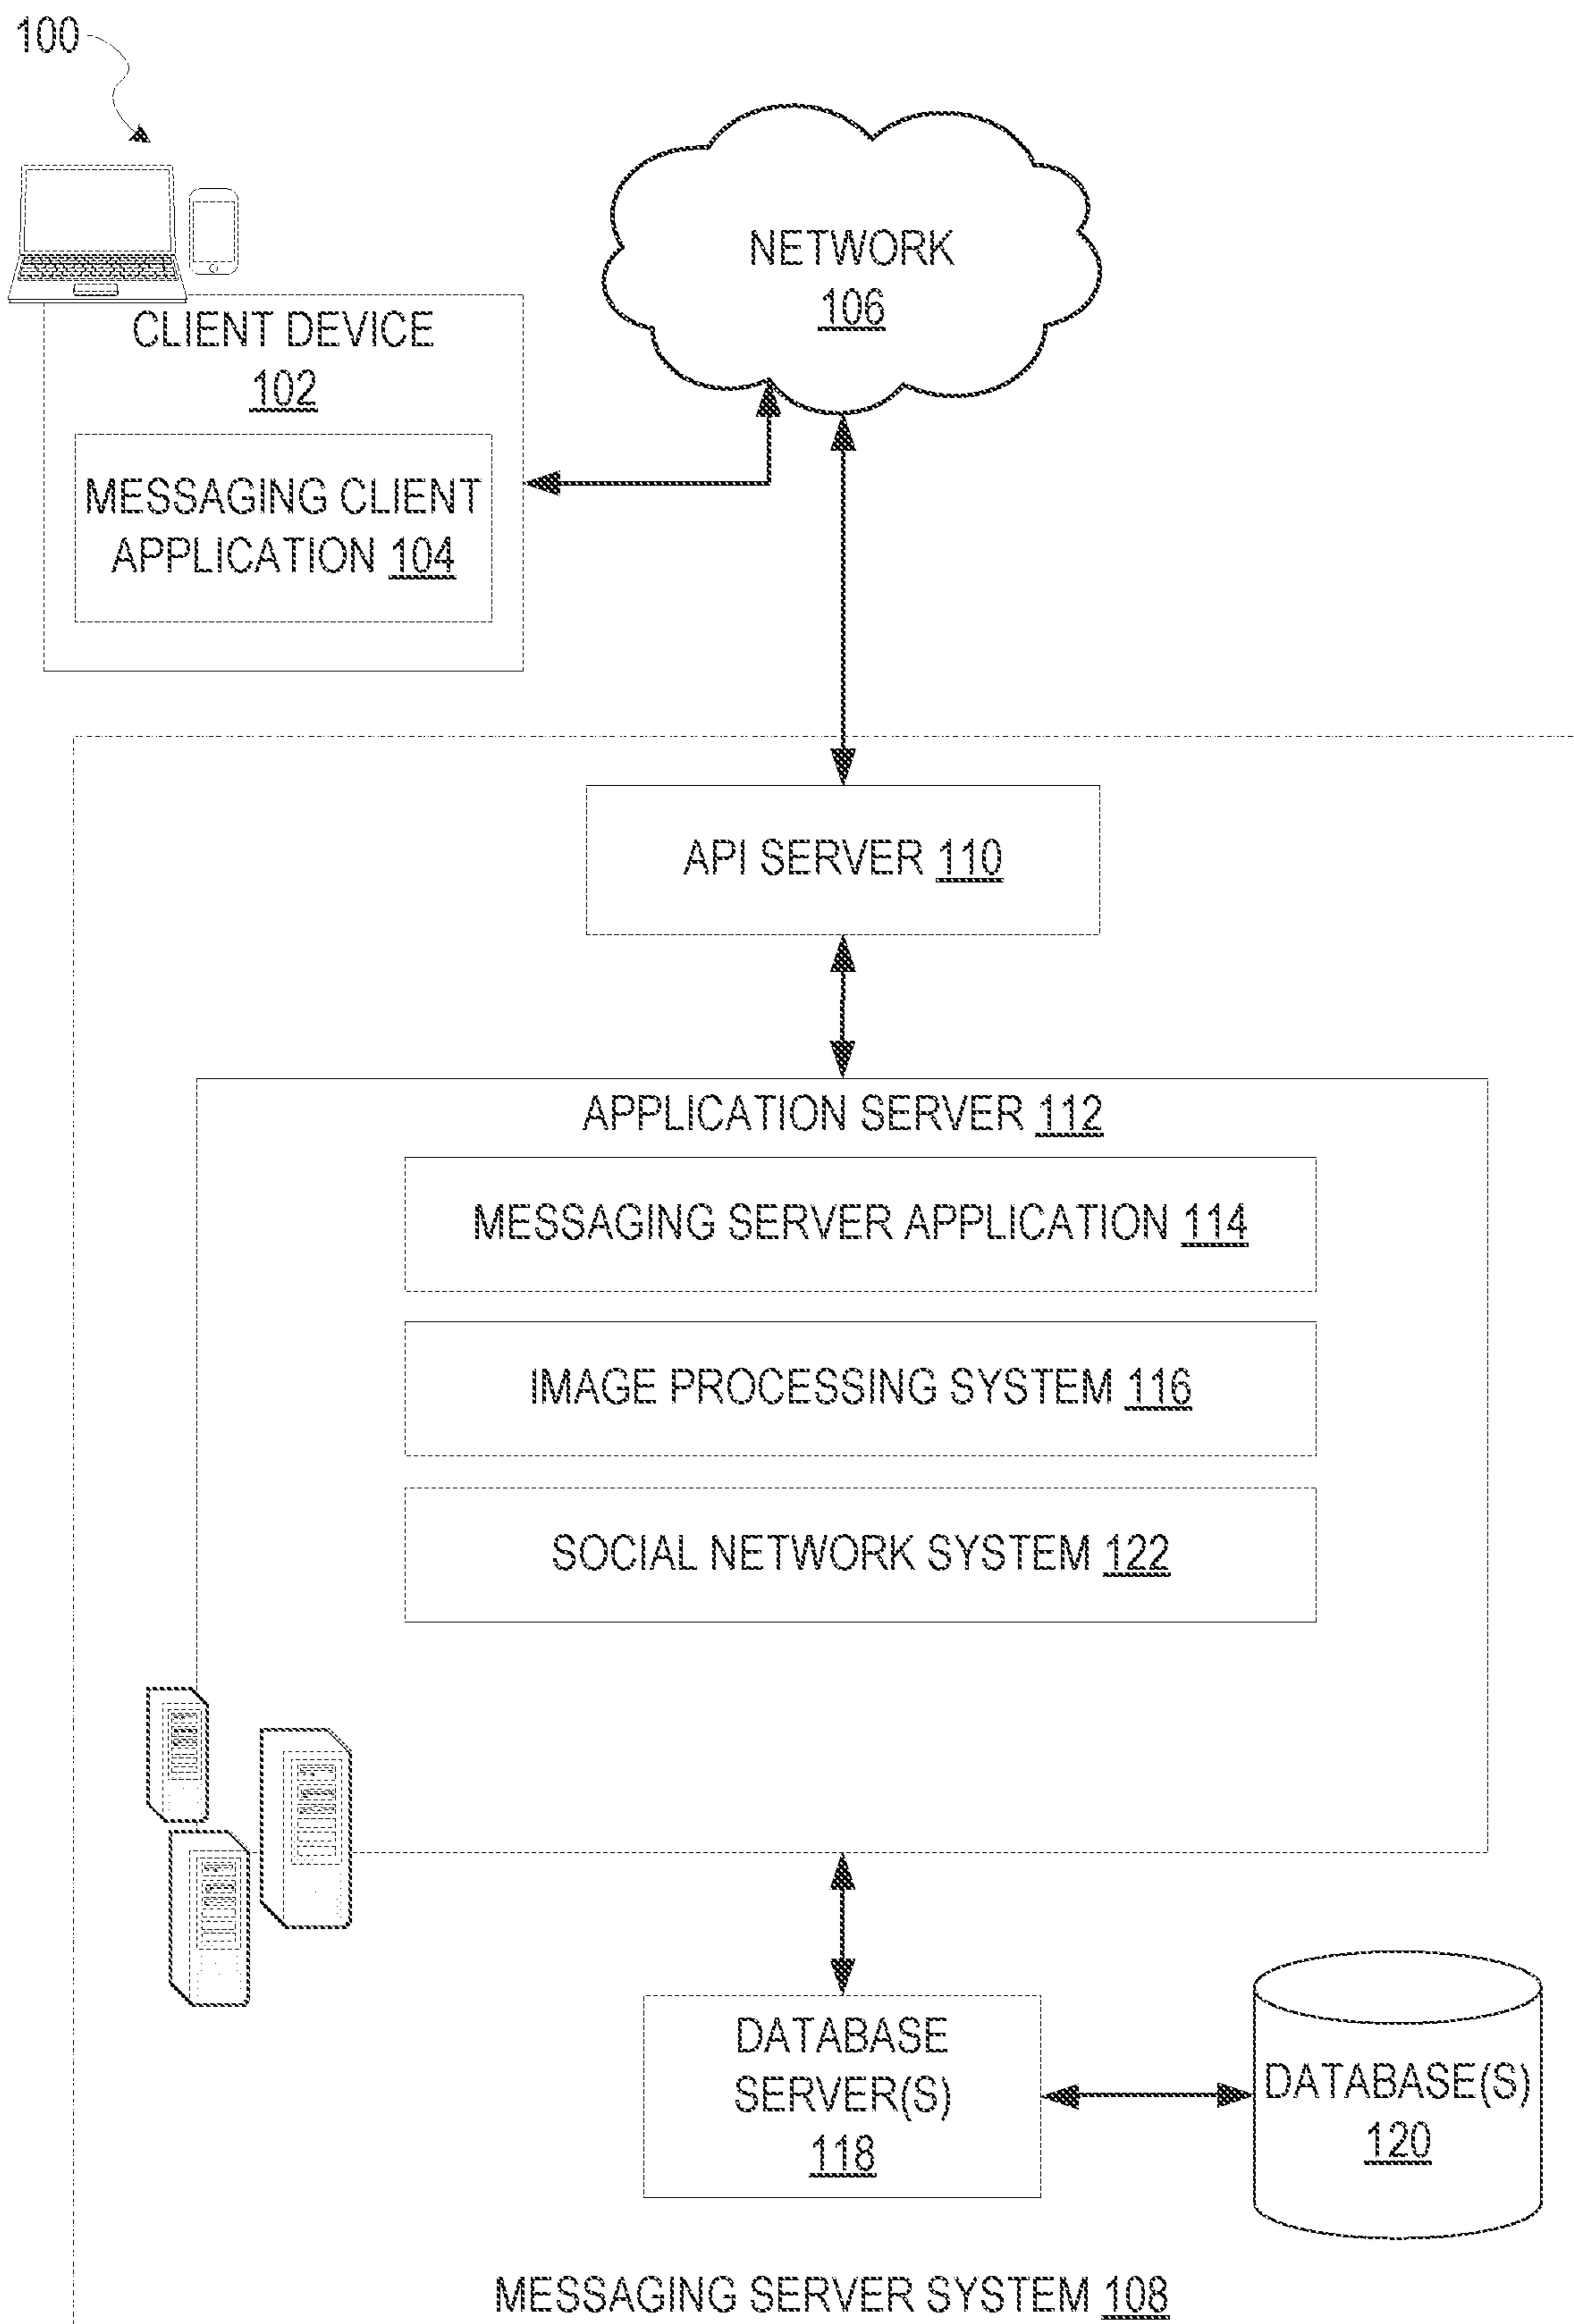 100
NETWORK
106
CLIENT DEVICE
102
MESSAGING CLIENT
APPLICATION 104
API SERVER 110
APPLICATION SERVER 112
MESSAGING SERVER APPLICATION 114
IMAGE PROCESSING SYSTEM 116
SOCIAL NETWORK SYSTEM 122
DATABASE
SERVER(S)
118
DATABASE(S)
120
MESSAGING SERVER SYSTEM 108